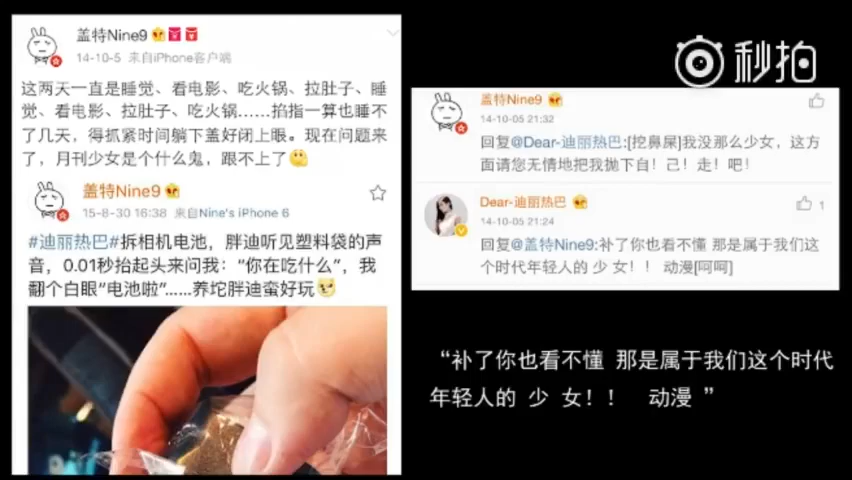 盖特Nine9
14-10-5 来自iPhone客户端
这两天一直是睡觉、看电影、吃火锅、拉肚子、睡
觉、看电影、拉肚子、吃火锅……掐指一算也睡不
了几天，得抓紧时间躺下盖好闭上眼。现在问题来
了，月刊少女是个什么鬼，跟不上了
盖特Nine9
15-8-30 16:38 来自Nine's iPhone 6
#迪丽热巴#拆相机电池，胖迪听见塑料袋的声
音，0.01秒抬起头来问我：“你在吃什么”，我
翻个白眼“电池啦”……养坨胖迪蛮好玩
秒拍
盖特Nine9
14-10-05 21:32
回复@Dear-迪丽热巴:[挖鼻屎]我没那么少女，这方
面请您无情地把我抛下自！己！走！吧！
Dear-迪丽热巴
1
14-10-05 21:24
回复@盖特Nine9:补了你也看不懂 那是属于我们这
个时代年轻人的 少 女！！ 动漫[呵呵]
“补了你也看不懂 那是属于我们这个时代
年轻人的 少 女！！ 动漫 ”